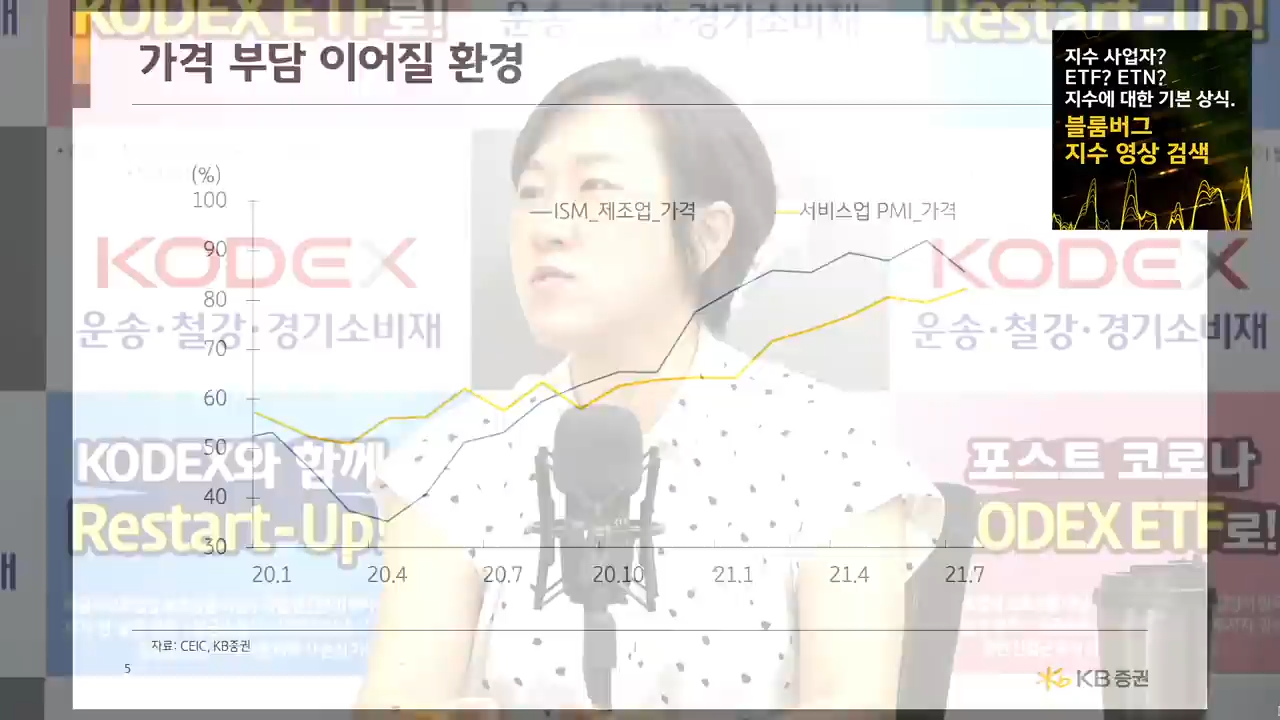 KODEX ETF로!
운송·철강·경기소비재
Restart-Up!
가격 부담 이어질 환경
지수 사업자?
ETF? ETN?
지수에 대한 기본 상식.
블룸버그
지수 영상 검색
(%)
100
90
80
70
60
50
40
30
ISM_제조업_가격
서비스업 PMI_가격
20.1
20.4
20.7
20.10
21.1
21.4
21.7
KODEX
운송·철강·경기소비재
KODEX
운송·철강·경기소비재
KODEX와 함께
Restart-Up!
포스트 코로나
ODEX ETF로!
자료: CEIC, KB증권
5
KB증권